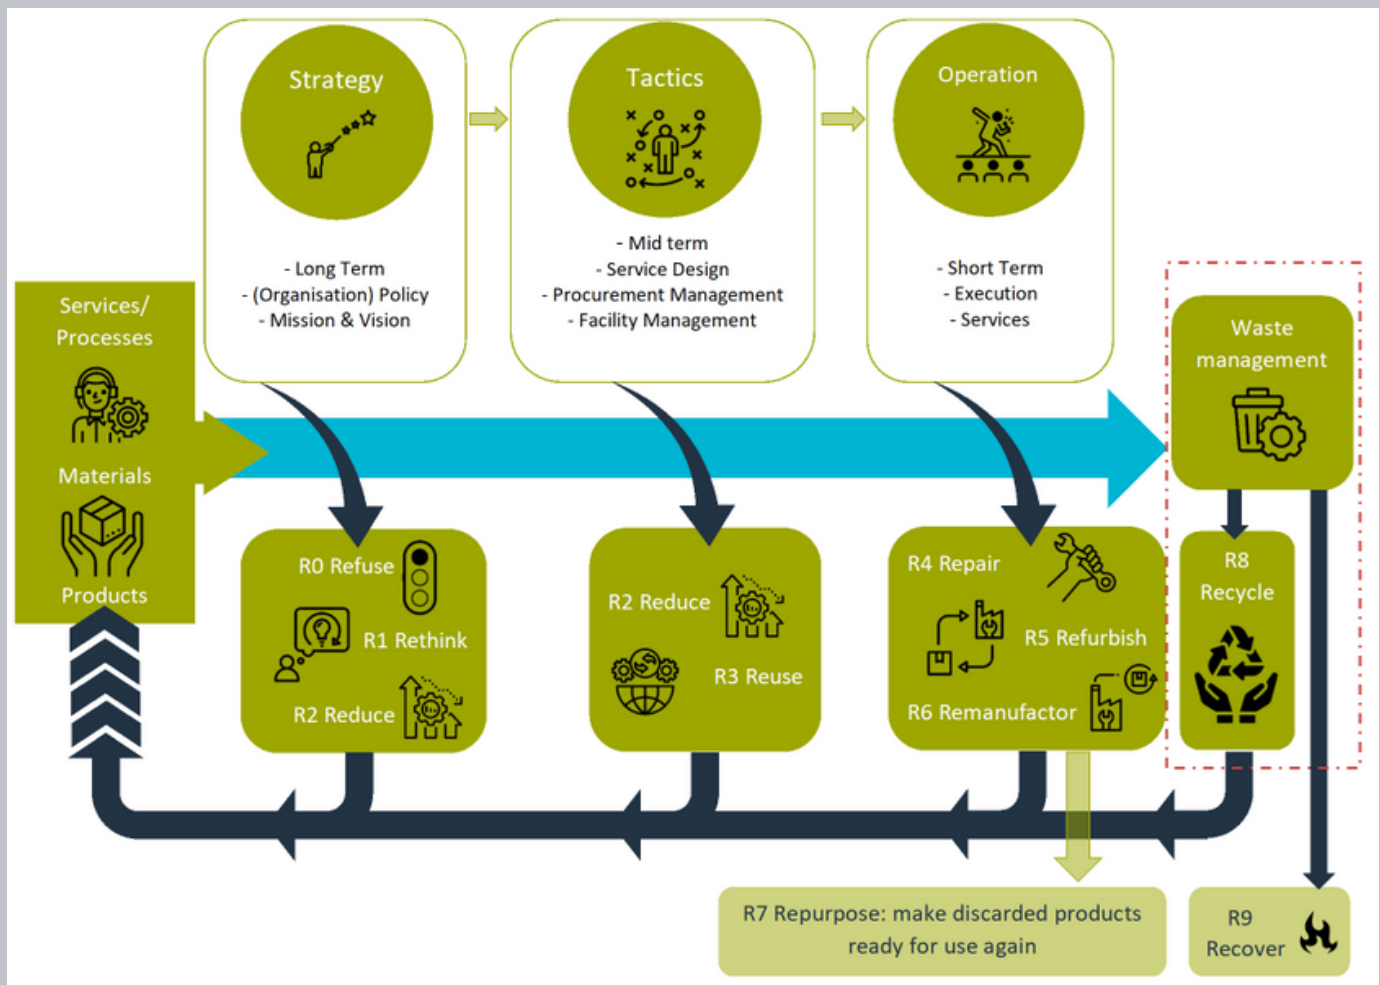 Strategy
- Long Term
- (Organisation) Policy
- Mission & Vision
Tactics
- Mid term
- Service Design
- Procurement Management
- Facility Management
Operation
- Short Term
- Execution
- Services
Services/
Processes
Materials
Products
Waste
management
R0 Refuse
R1 Rethink
R2 Reduce
R2 Reduce
R3 Reuse
R4 Repair
R5 Refurbish
R6 Remanufactor
R8
Recycle
R7 Repurpose: make discarded products
ready for use again
R9
Recover